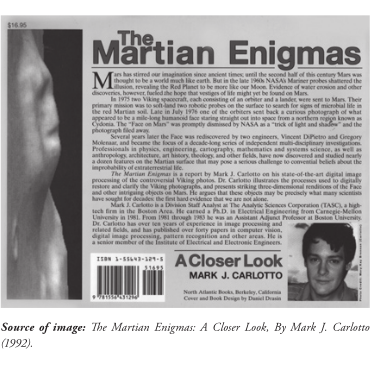 $16.95
The
Martian Enigmas
Mars has stirred our imagination since ancient times; until the second half of this century Mars was
thought to be a world much like earth. But in the late 1960s NASA's Mariner probes shattered the
illusion, revealing the Red Planet to be more like our Moon. Evidence of water erosion and other
discoveries, however, fueled the hope that vestiges of life might yet be found on Mars.
In 1975 two Viking spacecraft, each consisting of an orbiter and a lander, were sent to Mars. Their
primary mission was to soft-land two robotic probes on the surface to search for signs of microbial life in
the red Martian soil. Late in July 1976 one of the orbiters sent back a curious photograph of what
appeared to be a mile-long humanoid face staring straight out into space from a northern region known as
Cydonia. The "Face on Mars" was promptly dismissed by NASA as a "trick of light and shadow" and the
photograph filed away.
Several years later the Face was rediscovered by two engineers, Vincent DiPietro and Gregory
Molenaar, and became the focus of a decade-long series of independent multi-disciplinary investigations.
Professionals in physics, engineering, cartography, mathematics and systems science, as well as
anthropology, architecture, art history, theology, and other fields, have now discovered and studied nearly
a dozen features on the Martian surface that may pose a serious challenge to conventional beliefs about the
improbability of extraterrestrial life.
The Martian Enigmas is a report by Mark J. Carlotto on his state-of-the-art digital image
processing of the controversial Viking photos. Dr. Carlotto illustrates the processes used to digitally
restore and clarify the Viking photographs, and presents striking three-dimensional renditions of the Face
and other intriguing objects on Mars. He argues that these objects may be precisely what many scientists
have sought for decades: the first hard evidence that we are not alone.
Mark J. Carlotto is a Division Staff Analyst at The Analytic Sciences Corporation (TASC), a high-
tech firm in the Boston Area. He earned a Ph.D. in Electrical Engineering from Carnegie-Mellon
University in 1981. From 1981 through 1983 he was an Assistant Adjunct Professor at Boston University.
Dr. Carlotto has over ten years of experience in image processing and
related fields, and has published over forty papers in computer vision,
digital image processing, pattern recognition and other areas. He is
a senior member of the Institute of Electrical and Electronic Engineers.
ISBN 1-55643-129-5
51695
9 781556 431296
A Closer Look
MARK J. CARLOTTO
North Atlantic Books, Berkeley, California
Cover and Book Design by Daniel Drasin
Source of image: The Martian Enigmas: A Closer Look, By Mark J. Carlotto
(1992).